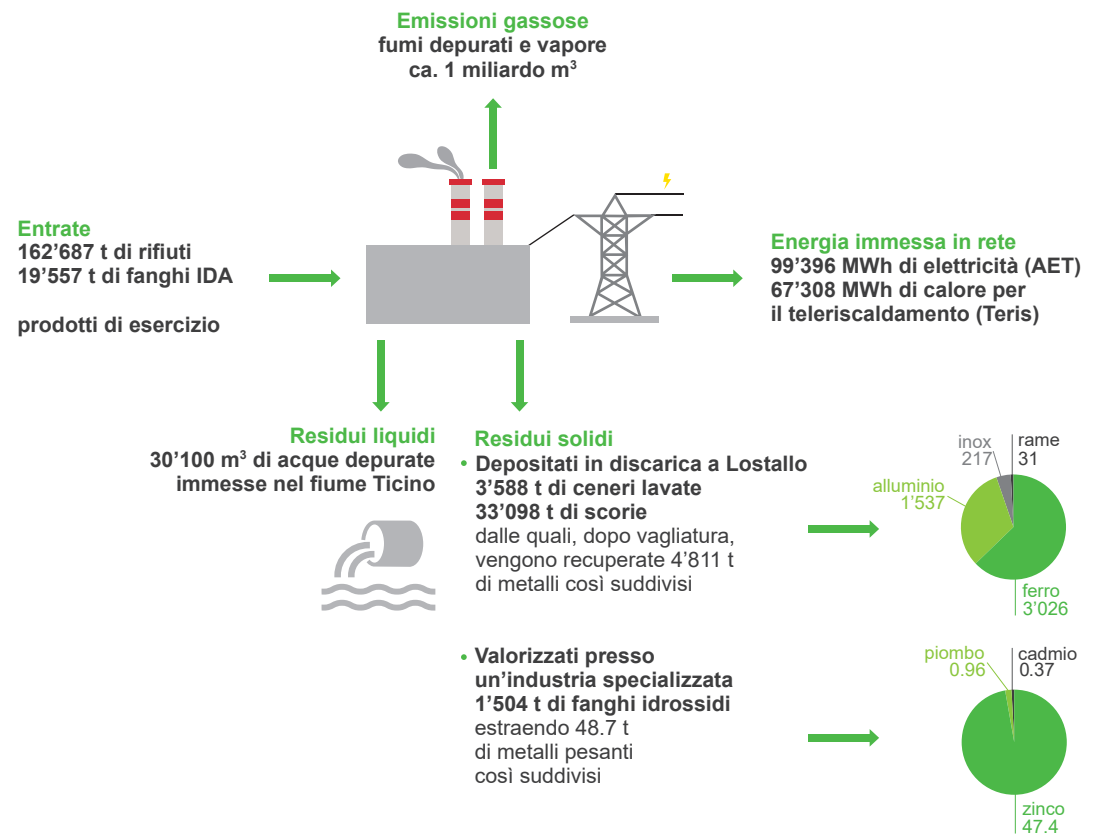 Emissioni gassose
fumi depurati e vapore
ca. 1 miliardo m³
Entrate
162’687 t di rifiuti
19’557 t di fanghi IDA
prodotti di esercizio
Energia immessa in rete
99’396 MWh di elettricità (AET)
67’308 MWh di calore per
il teleriscaldamento (Teris)
Residui liquidi
30’100 m³ di acque depurate
immesse nel fiume Ticino
Residui solidi
• Depositati in discarica a Lostallo
3’588 t di ceneri lavate
33’098 t di scorie
dalle quali, dopo vagliatura,
vengono recuperate 4’811 t
di metalli così suddivisi
inox
217
rame
31
alluminio
1’537
ferro
3’026
• Valorizzati presso
un’industria specializzata
1’504 t di fanghi idrossidi
estraendo 48.7 t
di metalli pesanti
così suddivisi
piombo
0.96
cadmio
0.37
zinco
47.4